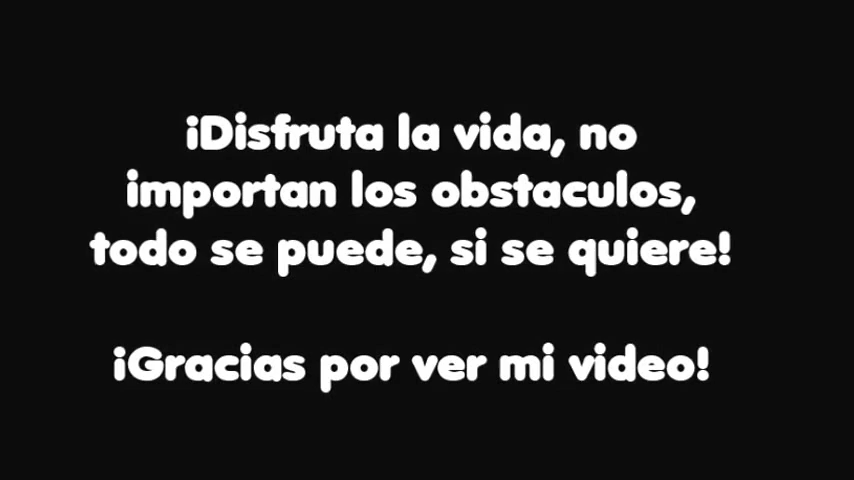 ¡Disfruta la vida, no
importan los obstaculos,
todo se puede, si se quiere!
¡Gracias por ver mi video!